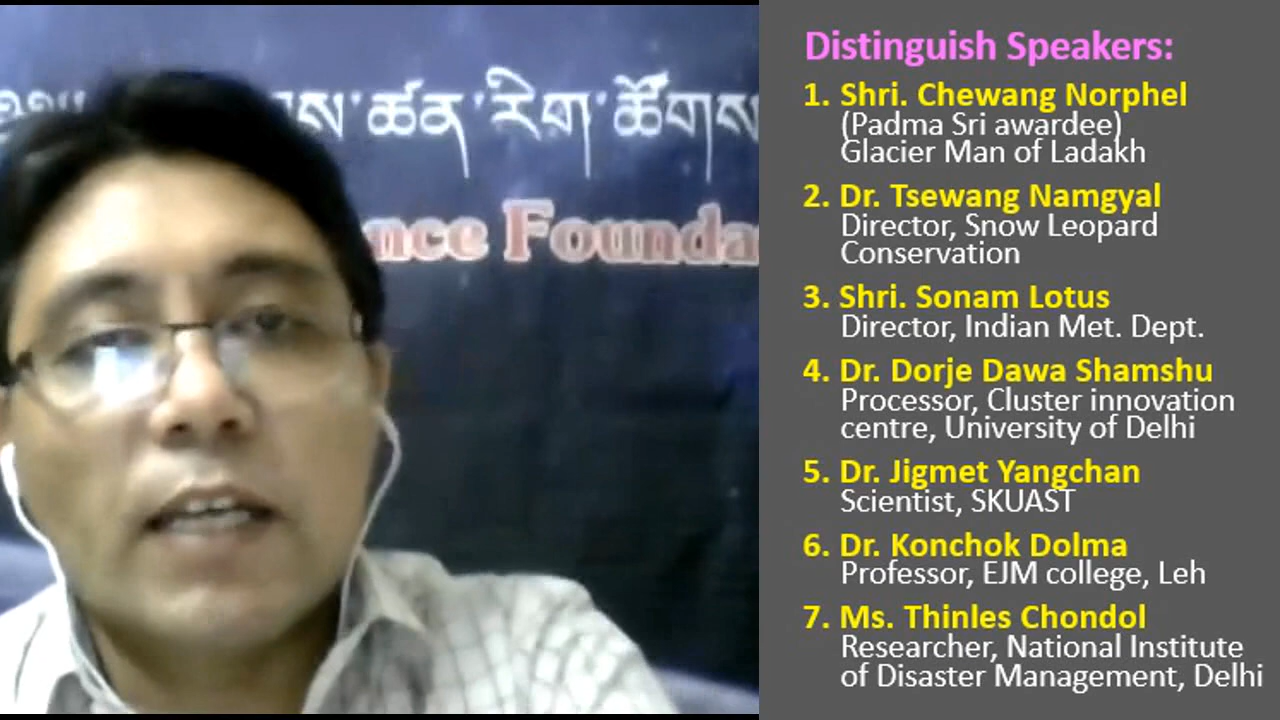 ས་ཚན་རིག་ཚོགས
Founda
Distinguish Speakers:
1. Shri. Chewang Norphel
(Padma Sri awardee)
Glacier Man of Ladakh
2. Dr. Tsewang Namgyal
Director, Snow Leopard
Conservation
3. Shri. Sonam Lotus
Director, Indian Met. Dept.
4. Dr. Dorje Dawa Shamshu
Processor, Cluster innovation
centre, University of Delhi
5. Dr. Jigmet Yangchan
Scientist, SKUAST
6. Dr. Konchok Dolma
Professor, EJM college, Leh
7. Ms. Thinles Chondol
Researcher, National Institute
of Disaster Management, Delhi